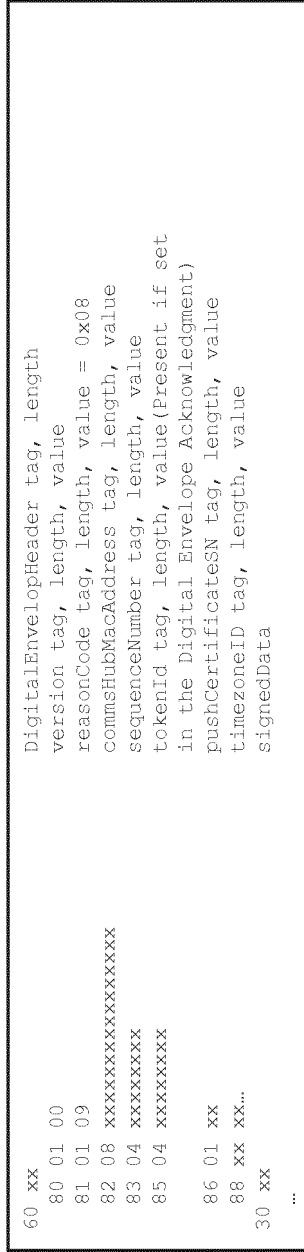 60 xx DigitalEnvelopHeader tag, length
80 01 00 version tag, length, value
81 01 09 reasonCode tag, length, value = 0x08
82 08 xxxxxxxxxxxxxxxx commsHubMacAddress tag, length, value
83 04 xxxxxxxx sequenceNumber tag, length, value
85 04 xxxxxxxx tokenId tag, length, value(Present if set
in the Digital Envelope Acknowledgment)
86 01 xx pushCertificateSN tag, length, value
88 xx xx… timezoneID tag, length, value
30 xx signedData
…